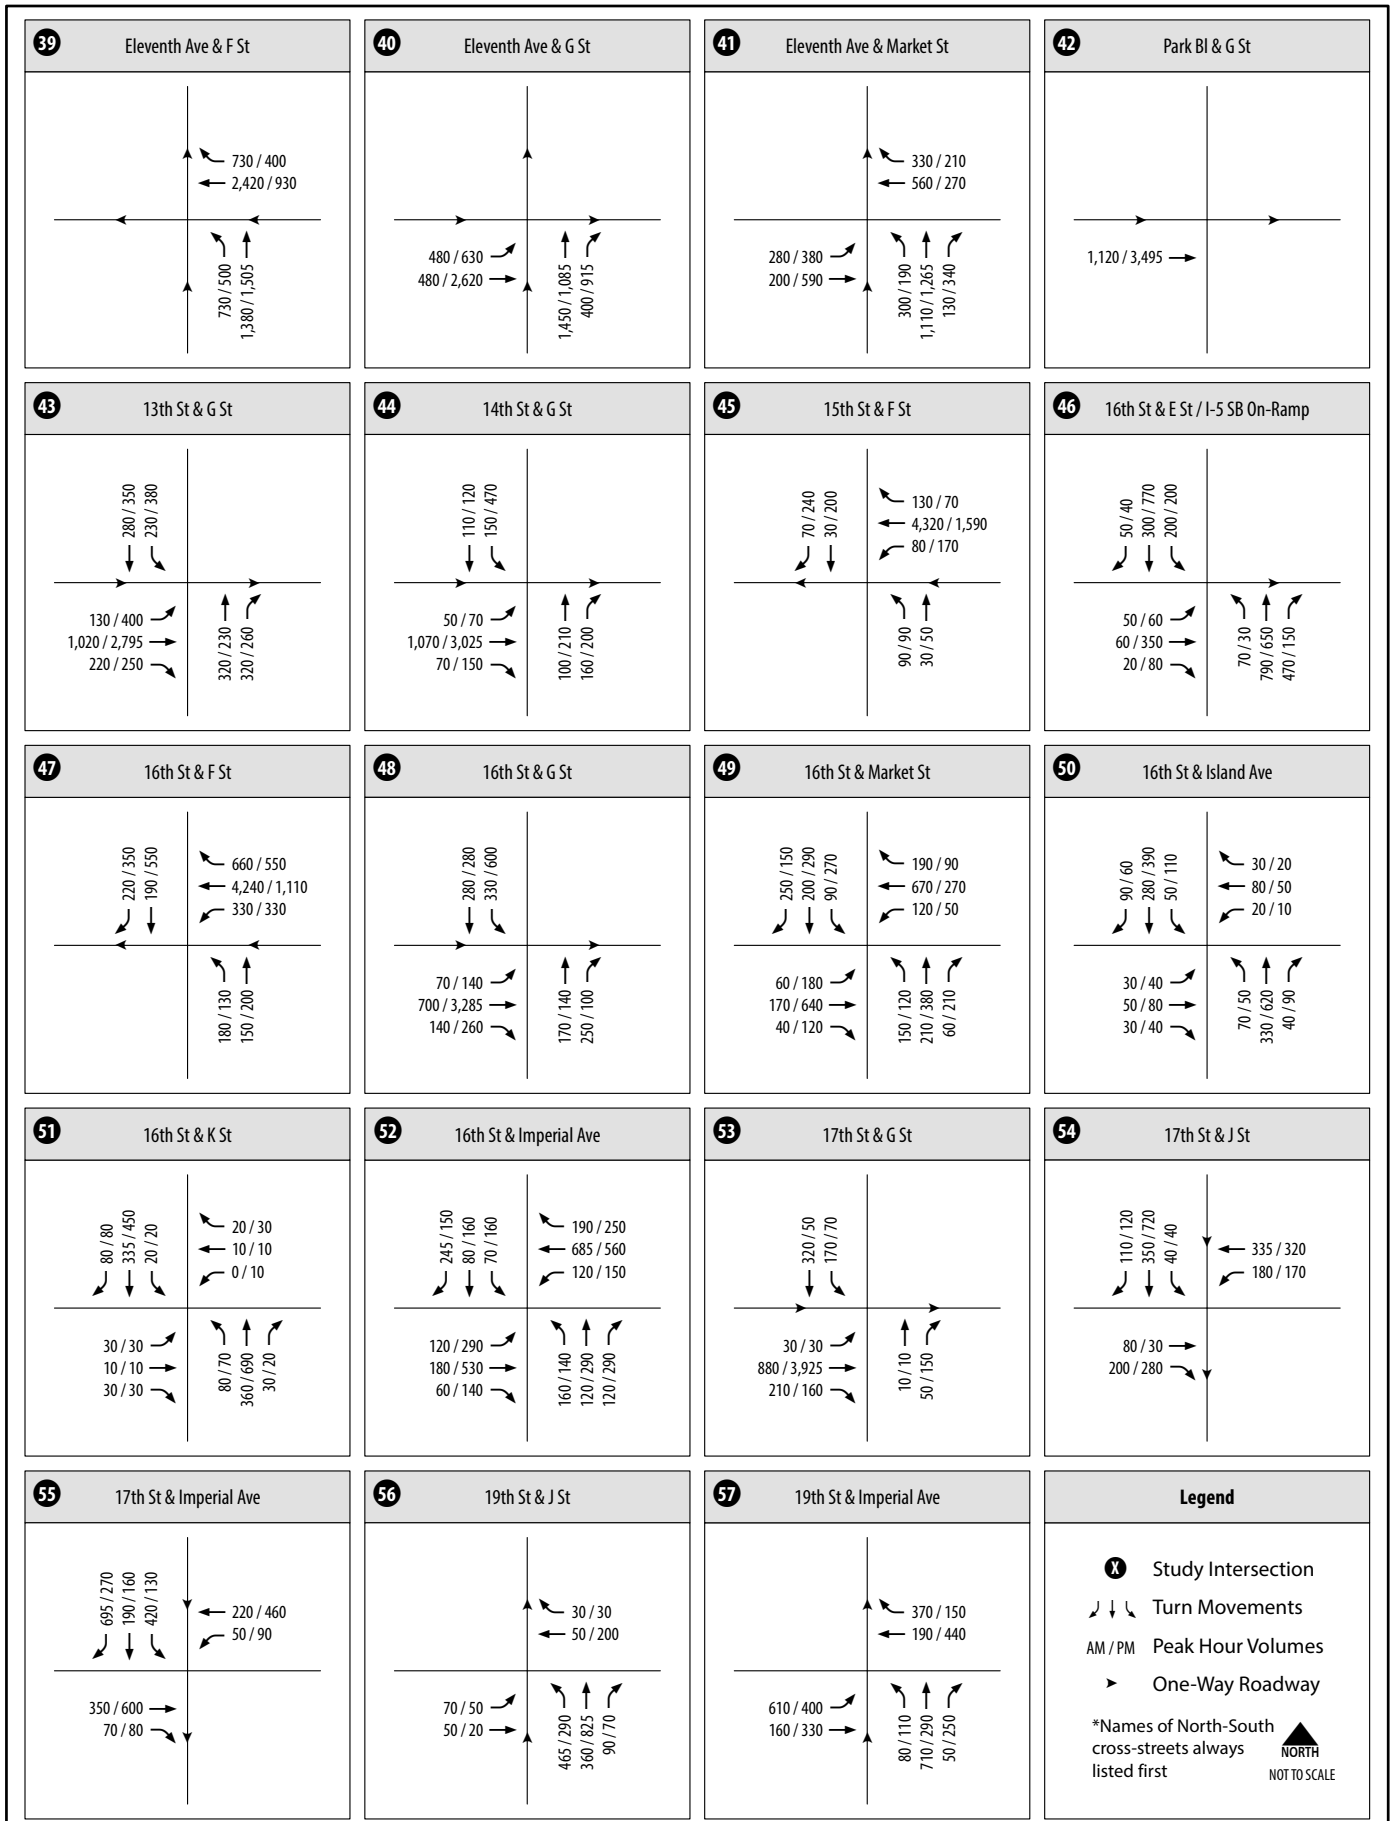 39 Eleventh Ave & F St
730 / 400
2,420 / 930
730 / 500
1,380 / 1,505
40 Eleventh Ave & G St
480 / 630
480 / 2,620
1,450 / 1,085
400 / 915
41 Eleventh Ave & Market St
330 / 210
560 / 270
280 / 380
200 / 590
300 / 190
1,110 / 1,265
130 / 340
42 Park Bl & G St
1,120 / 3,495
43 13th St & G St
280 / 350
230 / 380
130 / 400
1,020 / 2,795
220 / 250
320 / 230
320 / 260
44 14th St & G St
110 / 120
150 / 470
50 / 70
1,070 / 3,025
70 / 150
100 / 210
160 / 200
45 15th St & F St
70 / 240
30 / 200
130 / 70
4,320 / 1,590
80 / 170
90 / 90
30 / 50
46 16th St & E St / I-5 SB On-Ramp
50 / 40
300 / 770
200 / 200
50 / 60
60 / 350
20 / 80
70 / 30
790 / 650
470 / 150
47 16th St & F St
220 / 350
190 / 550
660 / 550
4,240 / 1,110
330 / 330
180 / 130
150 / 200
48 16th St & G St
280 / 280
330 / 600
70 / 140
700 / 3,285
140 / 260
170 / 140
250 / 100
49 16th St & Market St
250 / 150
200 / 290
90 / 270
190 / 90
670 / 270
120 / 50
60 / 180
170 / 640
40 / 120
150 / 120
210 / 380
60 / 210
50 16th St & Island Ave
90 / 60
280 / 390
50 / 110
30 / 20
80 / 50
20 / 10
30 / 40
50 / 80
30 / 40
70 / 50
330 / 620
40 / 90
51 16th St & K St
80 / 80
335 / 450
20 / 20
20 / 30
10 / 10
0 / 10
30 / 30
10 / 10
30 / 30
80 / 70
360 / 690
30 / 20
52 16th St & Imperial Ave
245 / 150
80 / 160
70 / 160
190 / 250
685 / 560
120 / 150
120 / 290
180 / 530
60 / 140
160 / 140
120 / 290
120 / 290
53 17th St & G St
320 / 50
170 / 70
30 / 30
880 / 3,925
210 / 160
10 / 10
50 / 150
54 17th St & J St
110 / 120
350 / 720
40 / 40
335 / 320
180 / 170
80 / 30
200 / 280
55 17th St & Imperial Ave
695 / 270
190 / 160
420 / 130
220 / 460
50 / 90
350 / 600
70 / 80
56 19th St & J St
30 / 30
50 / 200
70 / 50
50 / 20
465 / 290
360 / 825
90 / 70
57 19th St & Imperial Ave
370 / 150
190 / 440
610 / 400
160 / 330
80 / 110
710 / 290
50 / 250
Legend
X Study Intersection
Turn Movements
AM / PM Peak Hour Volumes
One-Way Roadway
*Names of North-South
cross-streets always
listed first
NORTH
NOT TO SCALE